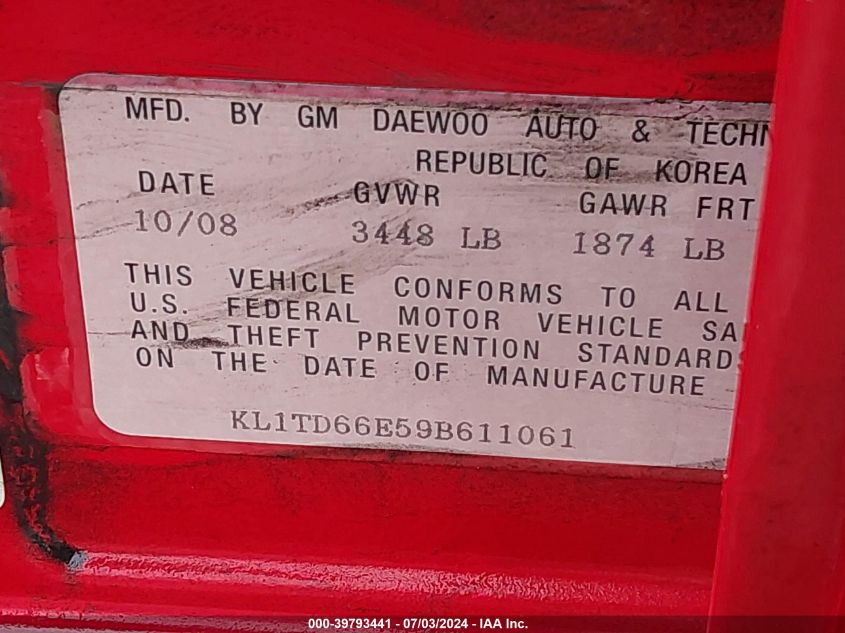 MFD. BY GM DAEWOO AUTO & TECHN
REPUBLIC OF KOREA
DATE GVWR GAWR FRT
10/08 3448 LB 1874 LB
THIS VEHICLE CONFORMS TO ALL
U.S. FEDERAL MOTOR VEHICLE SA
AND THEFT PREVENTION STANDARDS
ON THE DATE OF MANUFACTURE
KL1TD66E59B611061
000-39793441 - 07/03/2024 - IAA Inc.